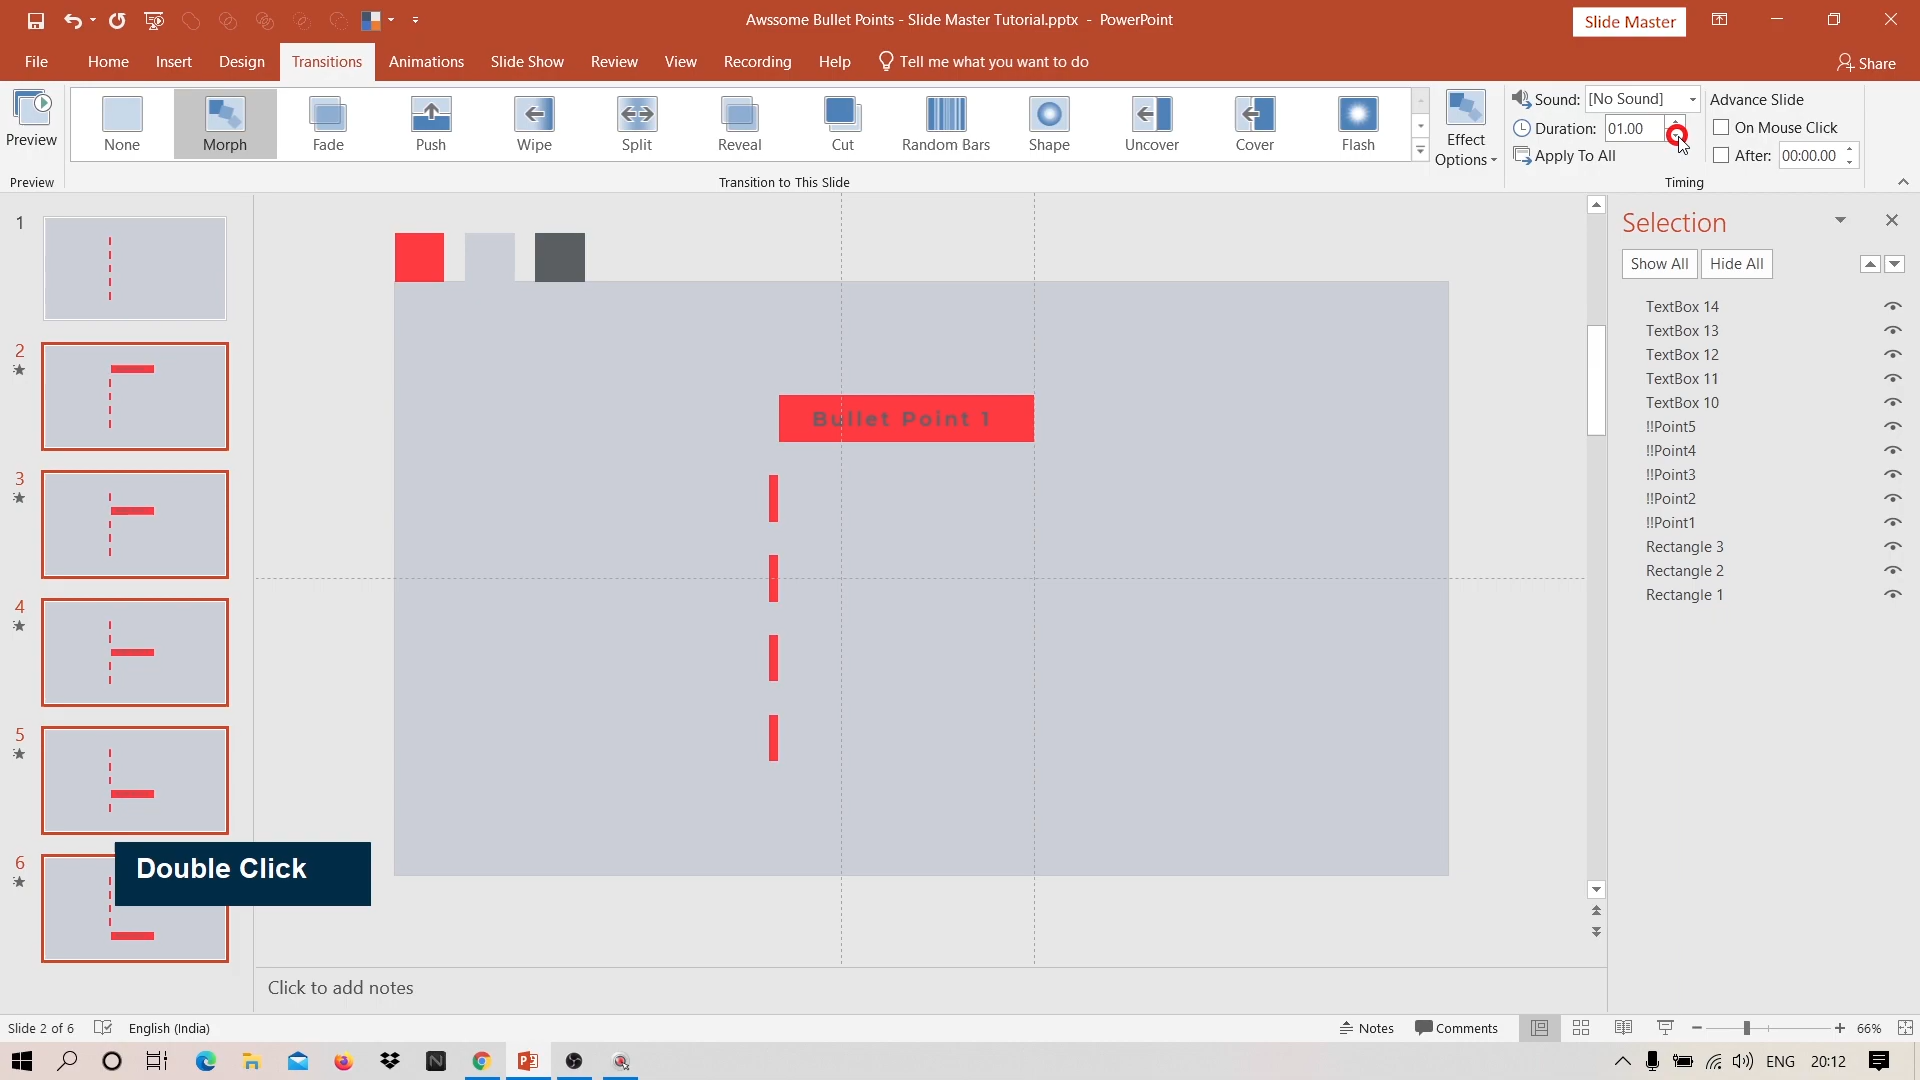 Awssome Bullet Points - Slide Master Tutorial.pptx - PowerPoint
Slide Master
File Home Insert Design Transitions Animations Slide Show Review View Recording Help Tell me what you want to do
Share
Preview
None Morph Fade Push Wipe Split Reveal Cut Random Bars Shape Uncover Cover Flash
Effect
Options
Sound: [No Sound]
Duration: 01.00
Apply To All
Advance Slide
On Mouse Click
After: 00:00.00
Preview
Transition to This Slide
Timing
1
2
3
4
5
6
Bullet Point 1
Double Click
Selection
Show All Hide All
TextBox 14
TextBox 13
TextBox 12
TextBox 11
TextBox 10
!!Point5
!!Point4
!!Point3
!!Point2
!!Point1
Rectangle 3
Rectangle 2
Rectangle 1
Click to add notes
Slide 2 of 6 English (India)
Notes Comments 66%
ENG 20:12